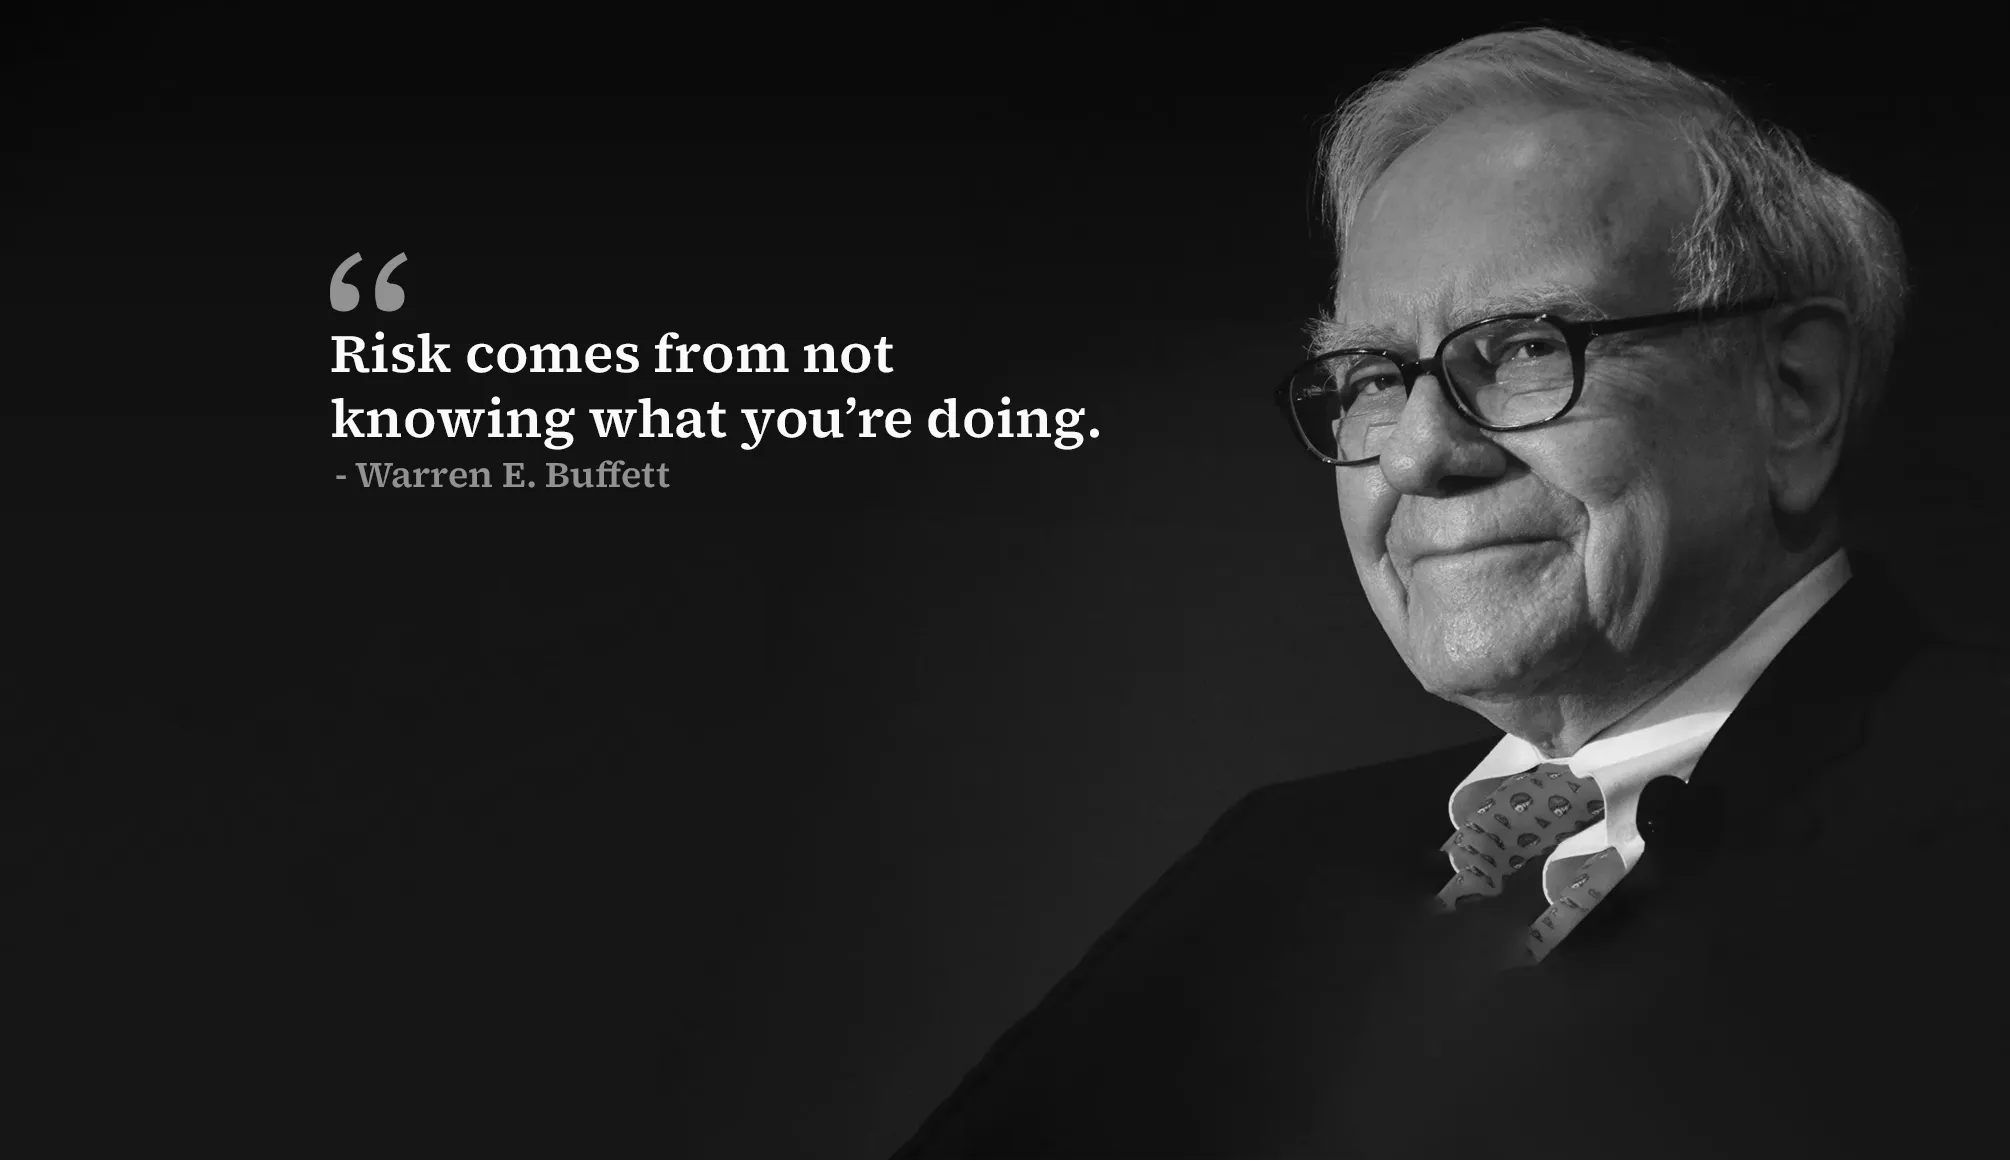 “
Risk comes from not
knowing what you’re doing.
- Warren E. Buffett